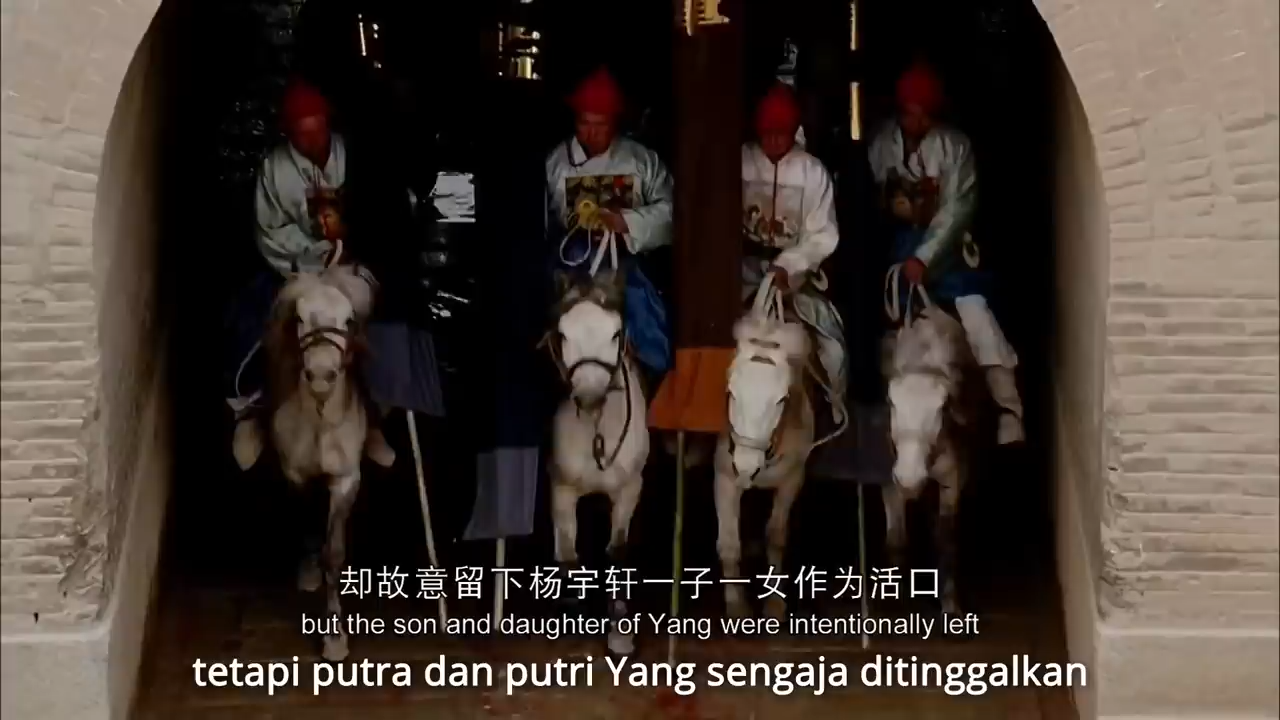 却故意留下杨宇轩一子一女作为活口
but the son and daughter of Yang were intentionally left
tetapi putra dan putri Yang sengaja ditinggalkan